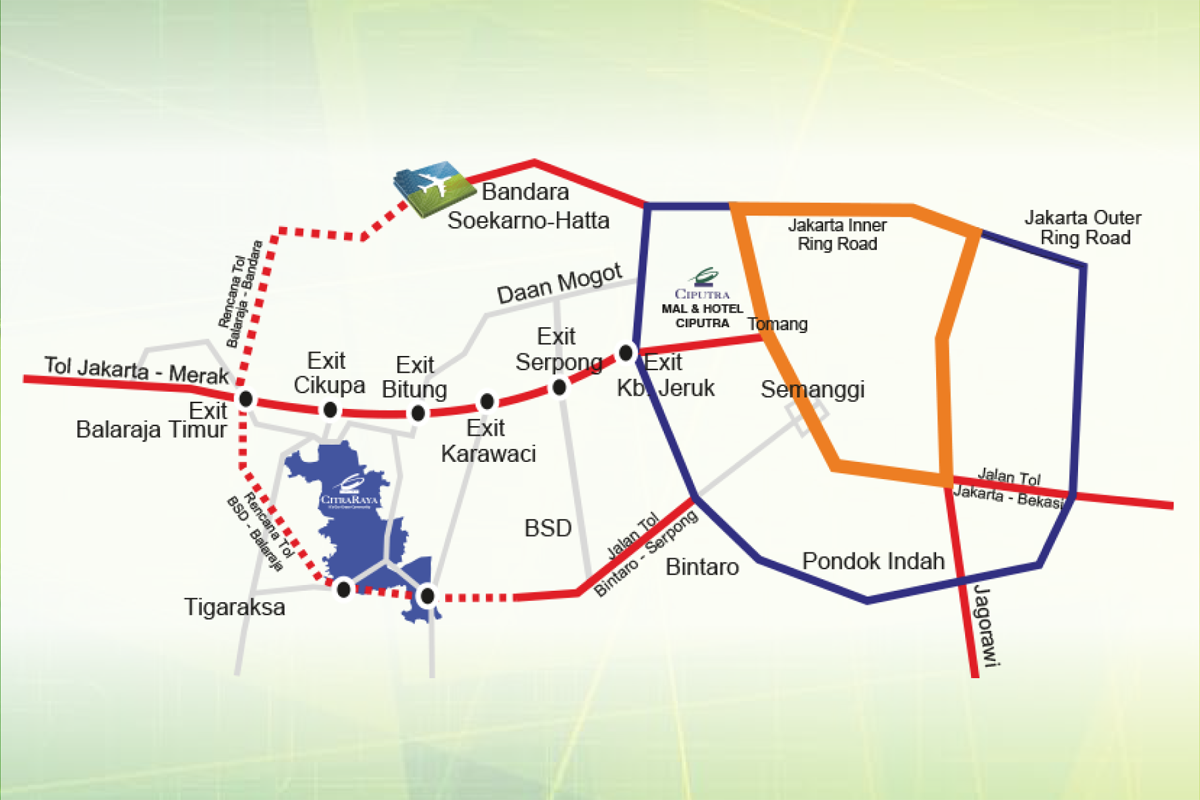 Bandara
Soekarno-Hatta
Jakarta Inner
Ring Road
Jakarta Outer
Ring Road
Rencana Tol
Balaraja - Bandara
Daan Mogot
CIPUTRA
MAL & HOTEL
CIPUTRA
Tomang
Tol Jakarta - Merak
Exit
Cikupa
Exit
Bitung
Exit
Serpong
Exit
Kb. Jeruk
Semanggi
Exit
Balaraja Timur
Exit
Karawaci
CITRARAYA
Jalan Tol
Jakarta - Bekasi
Rencana Tol
BSD - Balaraja
BSD
Jalan Tol
Bintaro - Serpong
Bintaro
Pondok Indah
Tigaraksa
Jagorawi